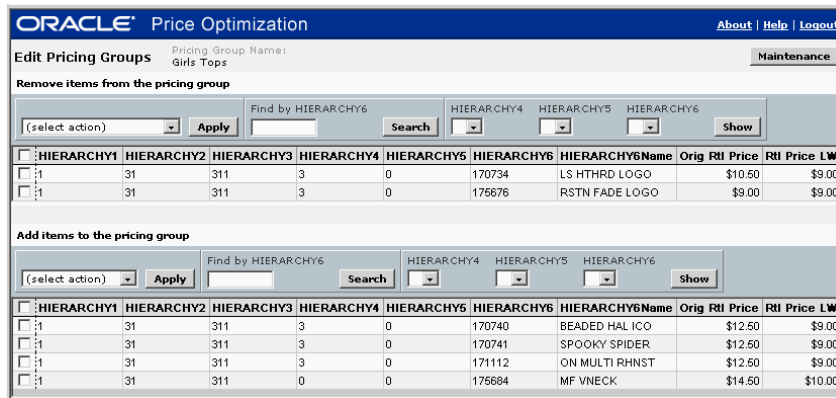 ORACLE® Price Optimization About | Help | Logout
Edit Pricing Groups Pricing Group Name: Maintenance
Girls Tops
Remove items from the pricing group
Find by HIERARCHY6 HIERARCHY4 HIERARCHY5 HIERARCHY6
(select action) Apply Search Show
HIERARCHY1 HIERARCHY2 HIERARCHY3 HIERARCHY4 HIERARCHY5 HIERARCHY6 HIERARCHY6Name Orig Rtl Price Rtl Price LW
1 31 311 3 0 170734 LS HTHRD LOGO $10.50 $9.00
1 31 311 3 0 175676 RSTN FADE LOGO $9.00 $9.00
Add items to the pricing group
Find by HIERARCHY6 HIERARCHY4 HIERARCHY5 HIERARCHY6
(select action) Apply Search Show
HIERARCHY1 HIERARCHY2 HIERARCHY3 HIERARCHY4 HIERARCHY5 HIERARCHY6 HIERARCHY6Name Orig Rtl Price Rtl Price LW
1 31 311 3 0 170740 BEADED HAL ICO $12.50 $9.00
1 31 311 3 0 170741 SPOOKY SPIDER $12.50 $9.00
1 31 311 3 0 171112 ON MULTI RHNST $12.50 $9.00
1 31 311 0 0 175684 MF VNECK $14.50 $10.00